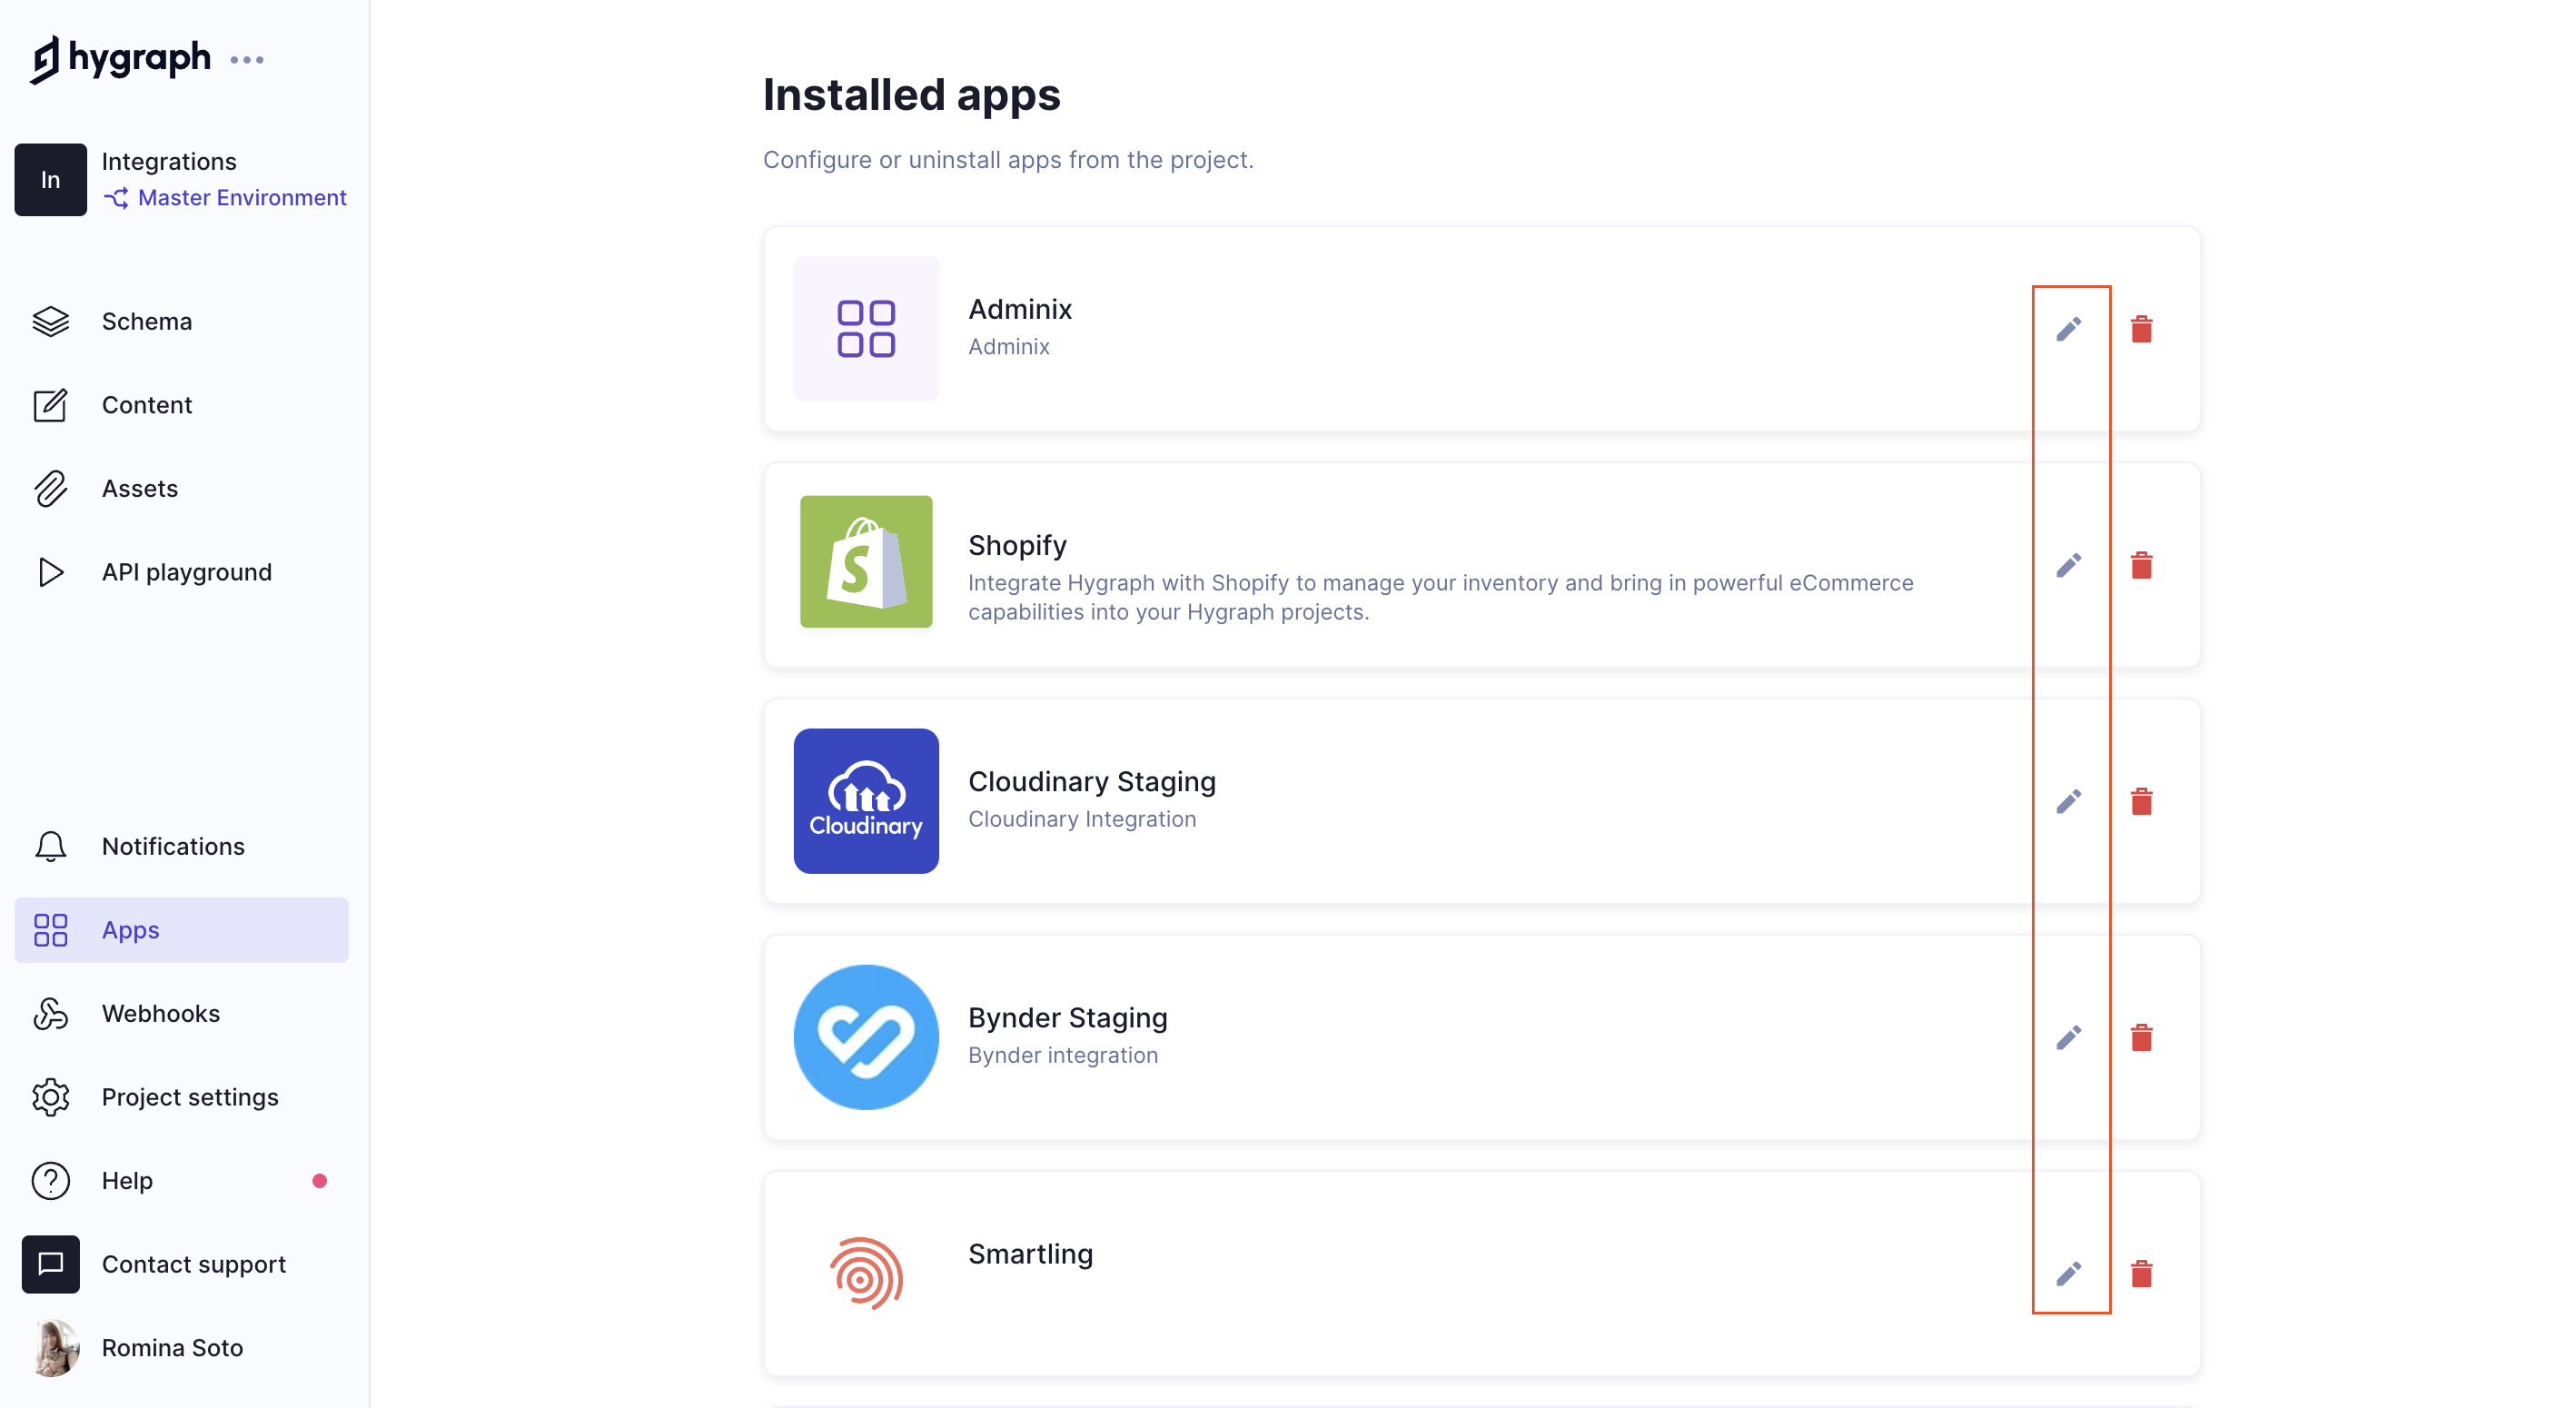 hygraph
In
Integrations
Master Environment
Schema
Content
Assets
API playground
Notifications
Apps
Webhooks
Project settings
Help
Contact support
Romina Soto
Installed apps
Configure or uninstall apps from the project.
Adminix
Adminix
Shopify
Integrate Hygraph with Shopify to manage your inventory and bring in powerful eCommerce
capabilities into your Hygraph projects.
Cloudinary
Cloudinary Staging
Cloudinary Integration
Bynder Staging
Bynder integration
Smartling